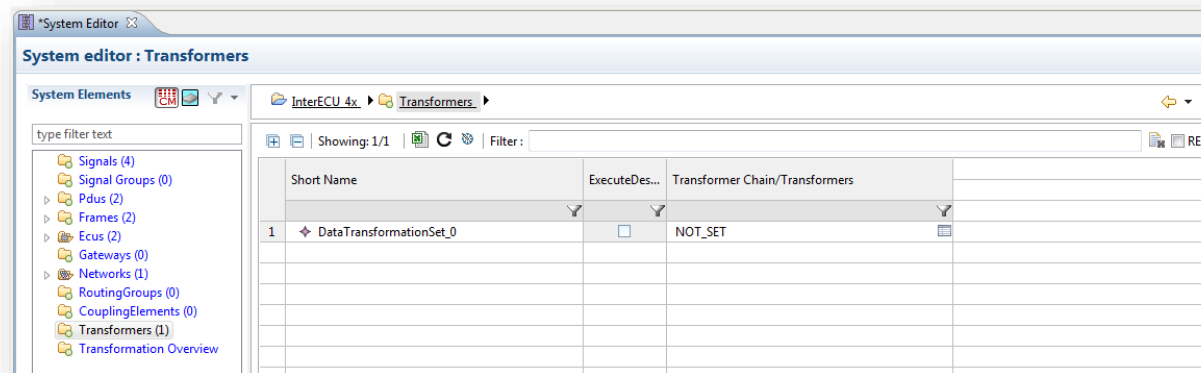 *System Editor
System editor : Transformers
System Elements
CM
InterECU 4x
Transformers
type filter text
Showing: 1/1
Filter :
RE
Signals (4)
Signal Groups (0)
Pdus (2)
Frames (2)
Ecus (2)
Gateways (0)
Networks (1)
RoutingGroups (0)
CouplingElements (0)
Transformers (1)
Transformation Overview
Short Name
ExecuteDes...
Transformer Chain/Transformers
1
DataTransformationSet_0
NOT_SET